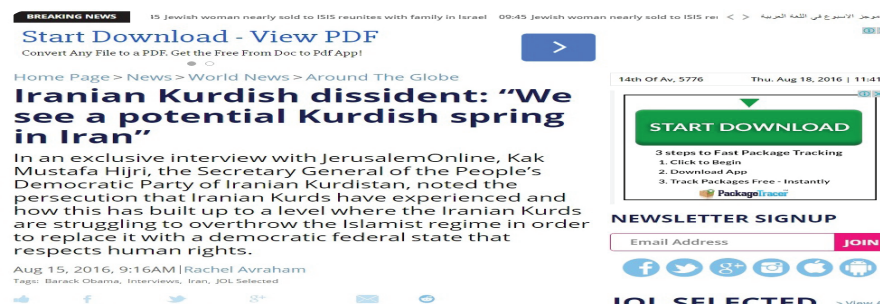 BREAKING NEWS
15 Jewish woman nearly sold to ISIS reunites with family in Israel 09:45 Jewish woman nearly sold to ISIS rei < > موجز الاسبوع في اللغة العربية
Start Download - View PDF
Convert Any File to a PDF. Get the Free From Doc to Pdf App!
>
Home Page > News > World News > Around The Globe
Iranian Kurdish dissident: “We
see a potential Kurdish spring
in Iran”
In an exclusive interview with JerusalemOnline, Kak
Mustafa Hijri, the Secretary General of the People’s
Democratic Party of Iranian Kurdistan, noted the
persecution that Iranian Kurds have experienced and
how this has built up to a level where the Iranian Kurds
are struggling to overthrow the Islamist regime in order
to replace it with a democratic federal state that
respects human rights.
Aug 15, 2016, 9:16AM | Rachel Avraham
Tags: Barack Obama, Interviews, Iran, JOL Selected
14th Of Av, 5776 Thu. Aug 18, 2016 | 11:41
START DOWNLOAD
3 steps to Fast Package Tracking
1. Click to Begin
2. Download App
3. Track Packages Free - Instantly
PackageTracer
NEWSLETTER SIGNUP
Email Address JOIN
JOL SELECTED > View